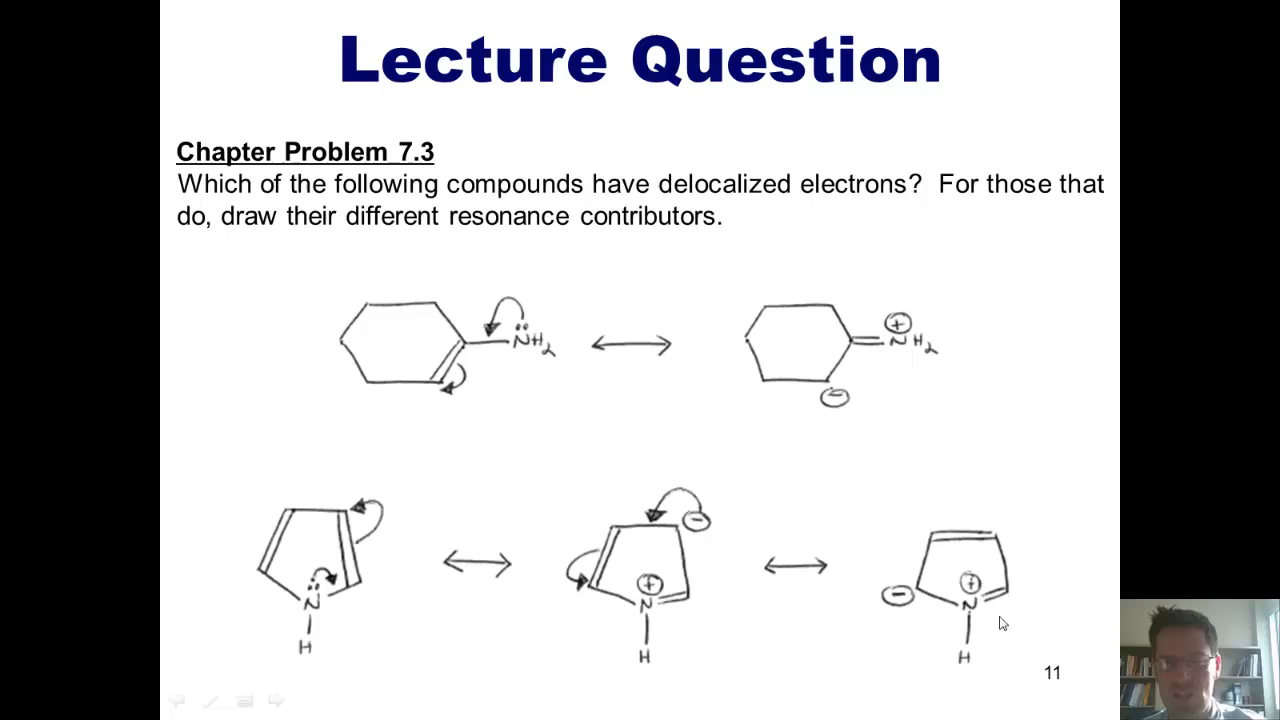 Lecture Question
Chapter Problem 7.3
Which of the following compounds have delocalized electrons? For those that
do, draw their different resonance contributors.
NH2 ⊕ NH2
⊖
⊖
N ⊕ N ⊖ ⊕ N
H H H
11